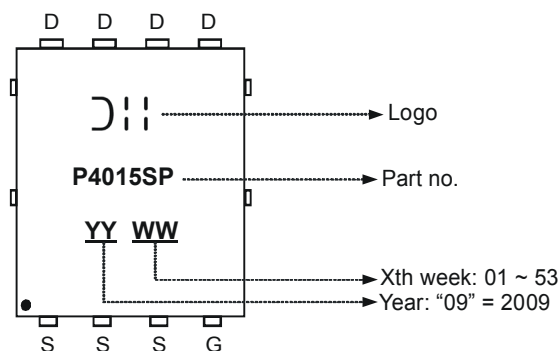 D D D D
Logo
P4015SP
Part no.
YY WW
Xth week: 01 ~ 53
Year: “09” = 2009
S S S G